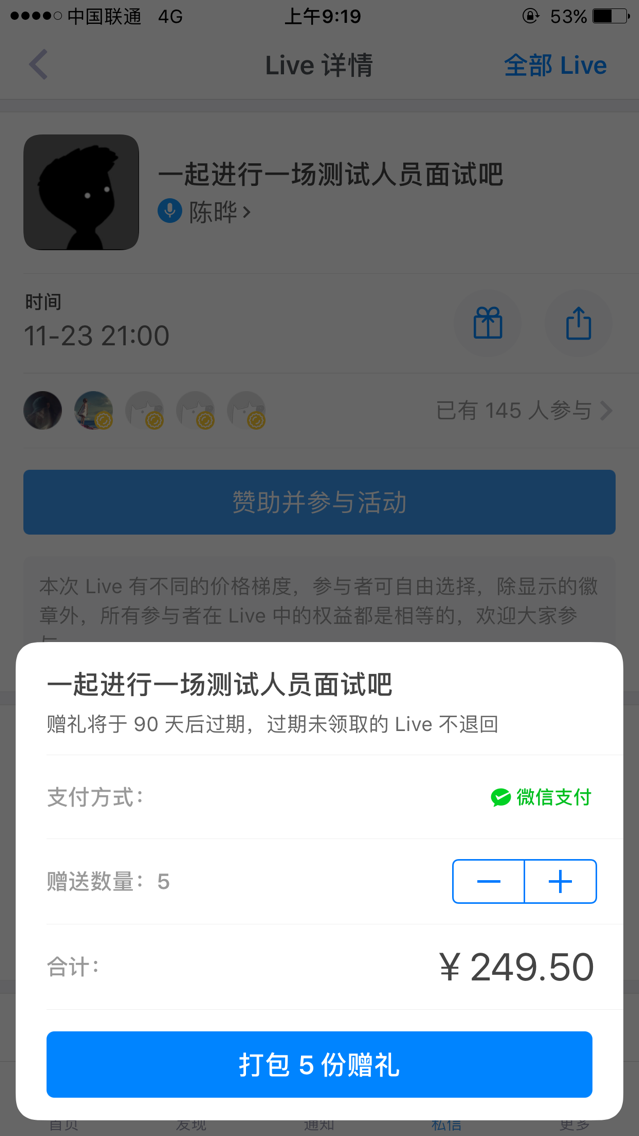 中国联通 4G 上午9:19 53%
Live 详情 全部 Live
一起进行一场测试人员面试吧
陈晔
时间
11-23 21:00
已有 145 人参与
赞助并参与活动
本次 Live 有不同的价格梯度，参与者可自由选择，除显示的徽
章外，所有参与者在 Live 中的权益都是相等的，欢迎大家参
一起进行一场测试人员面试吧
赠礼将于 90 天后过期，过期未领取的 Live 不退回
支付方式： 微信支付
赠送数量：5
合计： ¥ 249.50
打包 5 份赠礼
首页 发现 通知 私信 更多